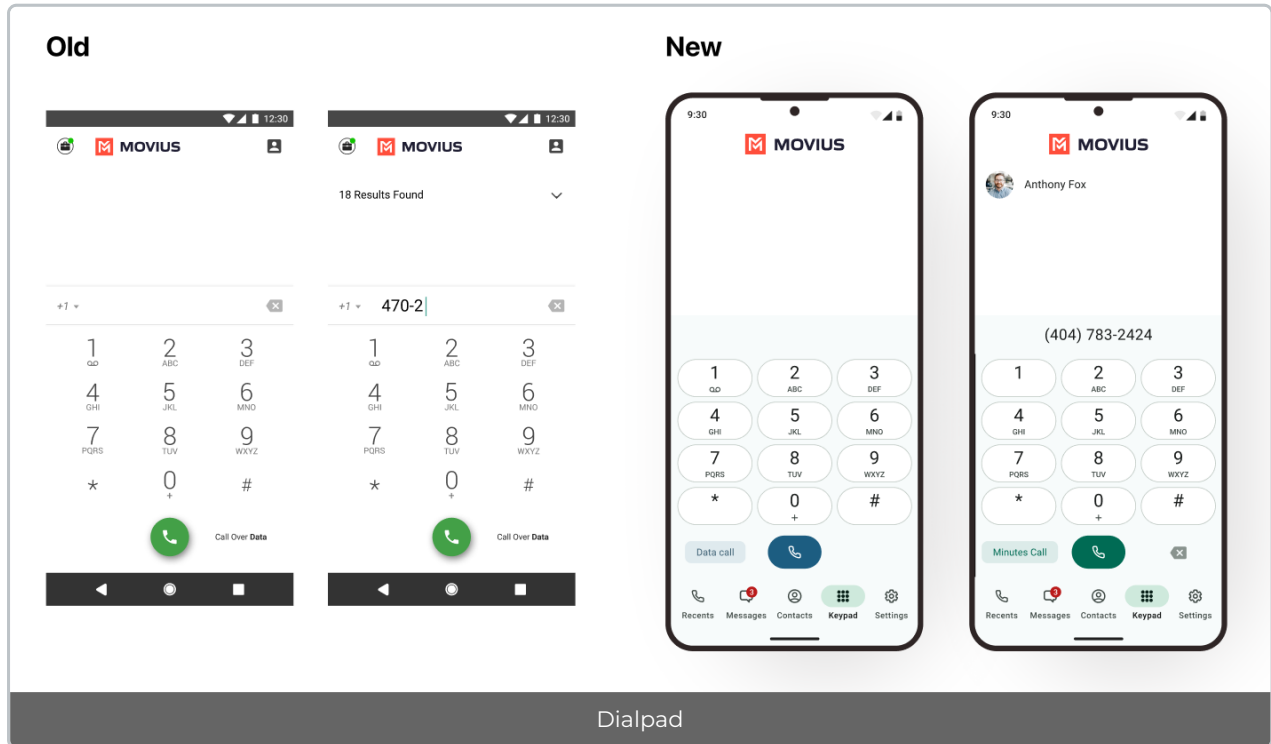 Old
12:30
MOVIUS
+1
1
2 ABC
3 DEF
4 GHI
5 JKL
6 MNO
7 PQRS
8 TUV
9 WXYZ
*
0 +
#
Call Over Data
12:30
MOVIUS
18 Results Found
+1 470-2
1
2 ABC
3 DEF
4 GHI
5 JKL
6 MNO
7 PQRS
8 TUV
9 WXYZ
*
0 +
#
Call Over Data
New
9:30
MOVIUS
1
2 ABC
3 DEF
4 GHI
5 JKL
6 MNO
7 PQRS
8 TUV
9 WXYZ
*
0 +
#
Data call
3
Recents Messages Contacts Keypad Settings
9:30
MOVIUS
Anthony Fox
(404) 783-2424
1
2 ABC
3 DEF
4 GHI
5 JKL
6 MNO
7 PQRS
8 TUV
9 WXYZ
*
0 +
#
Minutes Call
3
Recents Messages Contacts Keypad Settings
Dialpad